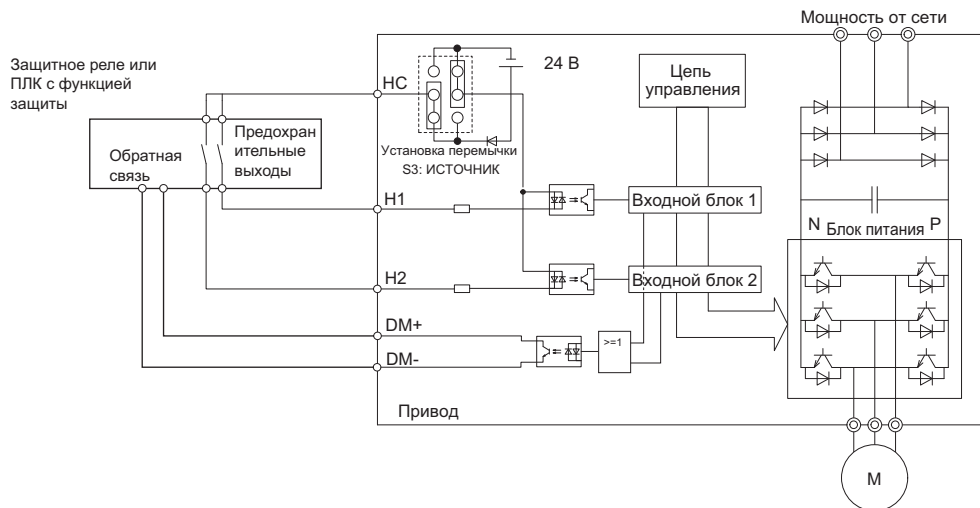 Мощность от сети
Защитное реле или
ПЛК с функцией
защиты
24 В
HC
Цепь
управления
Обратная
связь
Предохран
ительные
выходы
Установка перемычки
S3: ИСТОЧНИК
H1
Входной блок 1
N
P
Блок питания
H2
Входной блок 2
DM+
>=1
DM-
Привод
M